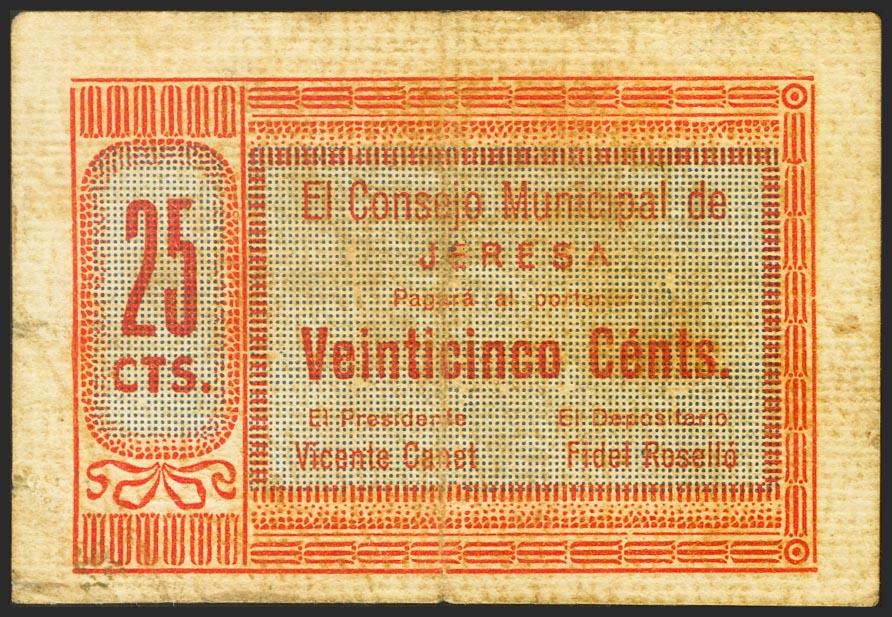 25
CTS.
El Consejo Municipal de
JERESA
Pagará al portador
Veinticinco Cénts.
El Presidente
El Depositario
Vicente Canet
Fidel Roselló